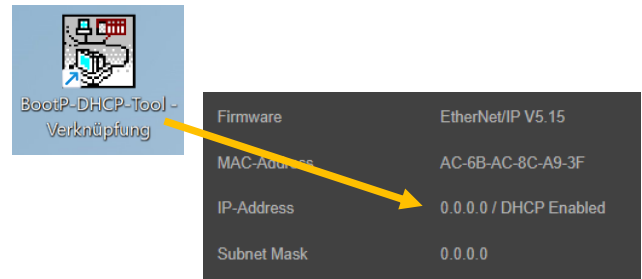 BootP-DHCP-Tool -
Verknüpfung
Firmware EtherNet/IP V5.15
MAC-Address AC-6B-AC-8C-A9-3F
IP-Address 0.0.0.0 / DHCP Enabled
Subnet Mask 0.0.0.0